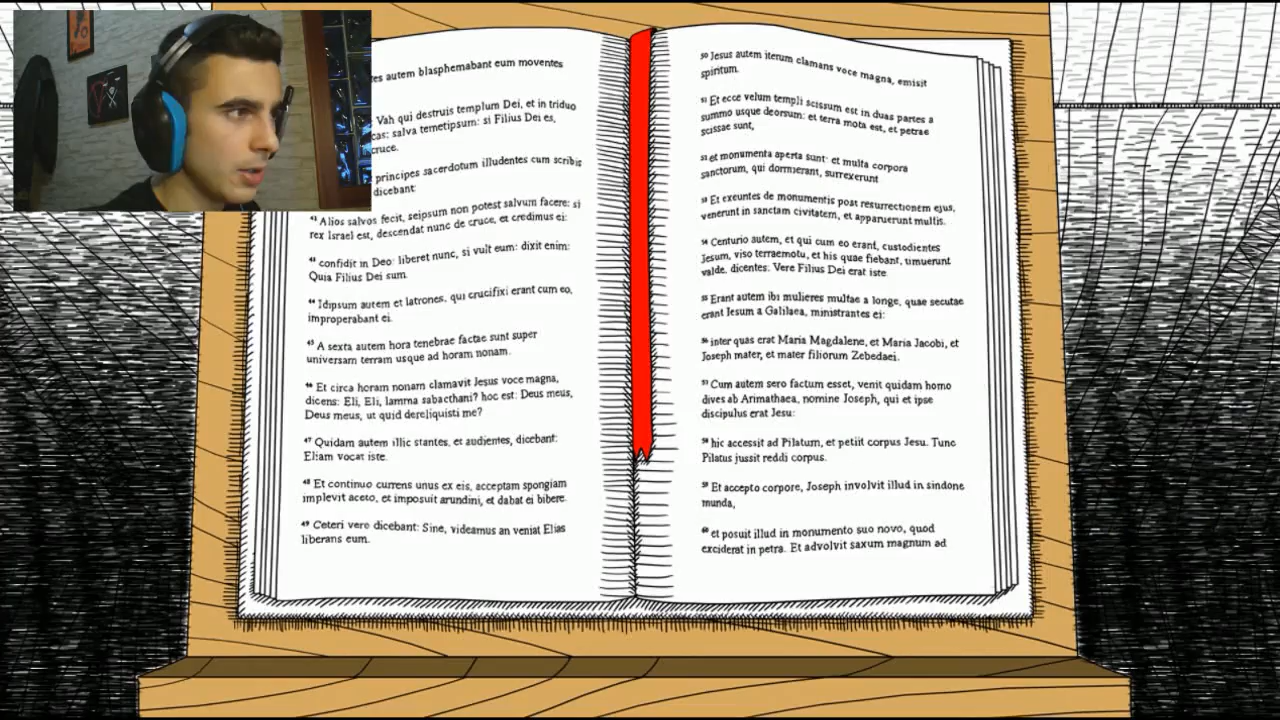 tes autem blasphemabant eum moventes
Vah qui destruis templum Dei, et in triduo
cas: salva temetipsum: si Filius Dei es,
cruce.
principes sacerdotum illudentes cum scribis
dicebant:
Alios salvos fecit, seipsum non potest salvum facere: si
rex Israel est, descendat nunc de cruce, et credimus ei:
confidit in Deo: liberet nunc, si vult eum: dixit enim:
Quia Filius Dei sum.
44 Idipsum autem et latrones, qui crucifixi erant cum eo,
improperabant ei.
45 A sexta autem hora tenebrae factae sunt super
universam terram usque ad horam nonam.
46 Et circa horam nonam clamavit Jesus voce magna,
dicens: Eli, Eli, lamma sabacthani? hoc est: Deus meus,
Deus meus, ut quid dereliquisti me?
47 Quidam autem illic stantes, et audientes, dicebant:
Eliam vocat iste.
48 Et continuo currens unus ex eis, acceptam spongiam
implevit aceto, et imposuit arundini, et dabat ei bibere.
49 Ceteri vero dicebant: Sine, videamus an veniat Elias
liberans eum.
50 Jesus autem iterum clamans voce magna, emisit
spiritum.
51 Et ecce velum templi scissum est in duas partes a
summo usque deorsum: et terra mota est, et petrae
scissae sunt,
et monumenta aperta sunt: et multa corpora
sanctorum, qui dormierant, surrexerunt
53 Et exeuntes de monumentis post resurrectionem ejus,
venerunt in sanctam civitatem, et apparuerunt multis.
54 Centurio autem, et qui cum eo erant, custodientes
Jesum, viso terraemotu, et his quae fiebant, timuerunt
valde, dicentes: Vere Filius Dei erat iste
55 Erant autem ibi mulieres multae a longe, quae secutae
erant Jesum a Galilaea, ministrantes ei:
56 inter quas erat Maria Magdalene, et Maria Jacobi, et
Joseph mater, et mater filiorum Zebedaei.
57 Cum autem sero factum esset, venit quidam homo
dives ab Arimathaea, nomine Joseph, qui et ipse
discipulus erat Jesu:
58 hic accessit ad Pilatum, et petiit corpus Jesu. Tunc
Pilatus jussit reddi corpus.
59 Et accepto corpore, Joseph involvit illud in sindone
munda,
60 et posuit illud in monumento suo novo, quod
exciderat in petra. Et advolvit saxum magnum ad